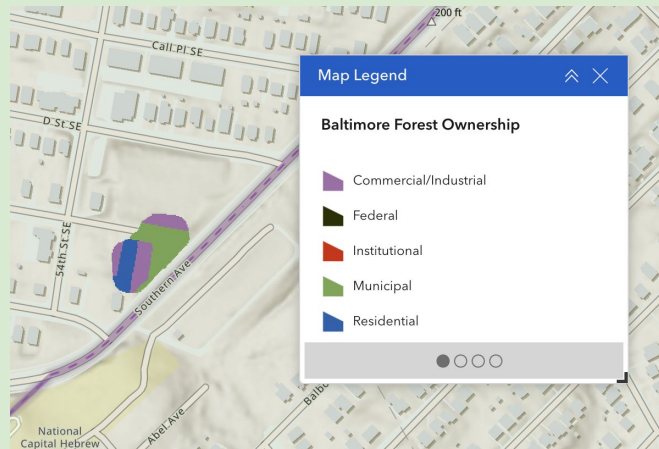 200 ft
Call Pl SE
Map Legend
D St SE
Baltimore Forest Ownership
Commercial/Industrial
Federal
54th St SE
Institutional
Southern Ave
Municipal
Residential
Abel Ave
National
Capital Hebrew